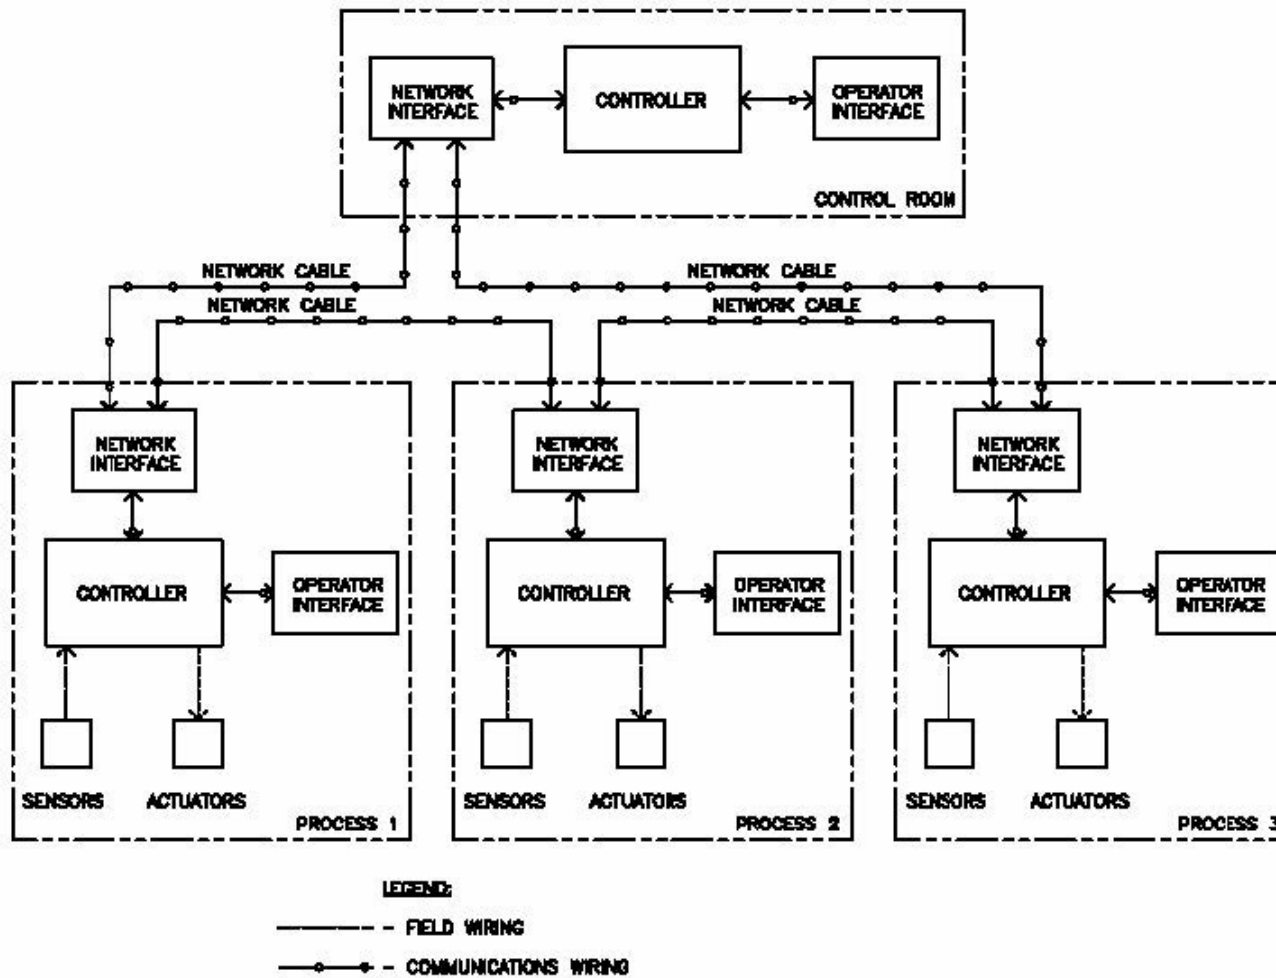 NETWORK
INTERFACE
CONTROLLER
OPERATOR
INTERFACE
CONTROL ROOM
NETWORK CABLE
NETWORK CABLE
NETWORK CABLE
NETWORK CABLE
NETWORK
INTERFACE
NETWORK
INTERFACE
NETWORK
INTERFACE
CONTROLLER
OPERATOR
INTERFACE
CONTROLLER
OPERATOR
INTERFACE
CONTROLLER
OPERATOR
INTERFACE
SENSORS
ACTUATORS
SENSORS
ACTUATORS
SENSORS
ACTUATORS
PROCESS 1
PROCESS 2
PROCESS 3
LEGEND:
- FIELD WIRING
- COMMUNICATIONS WIRING